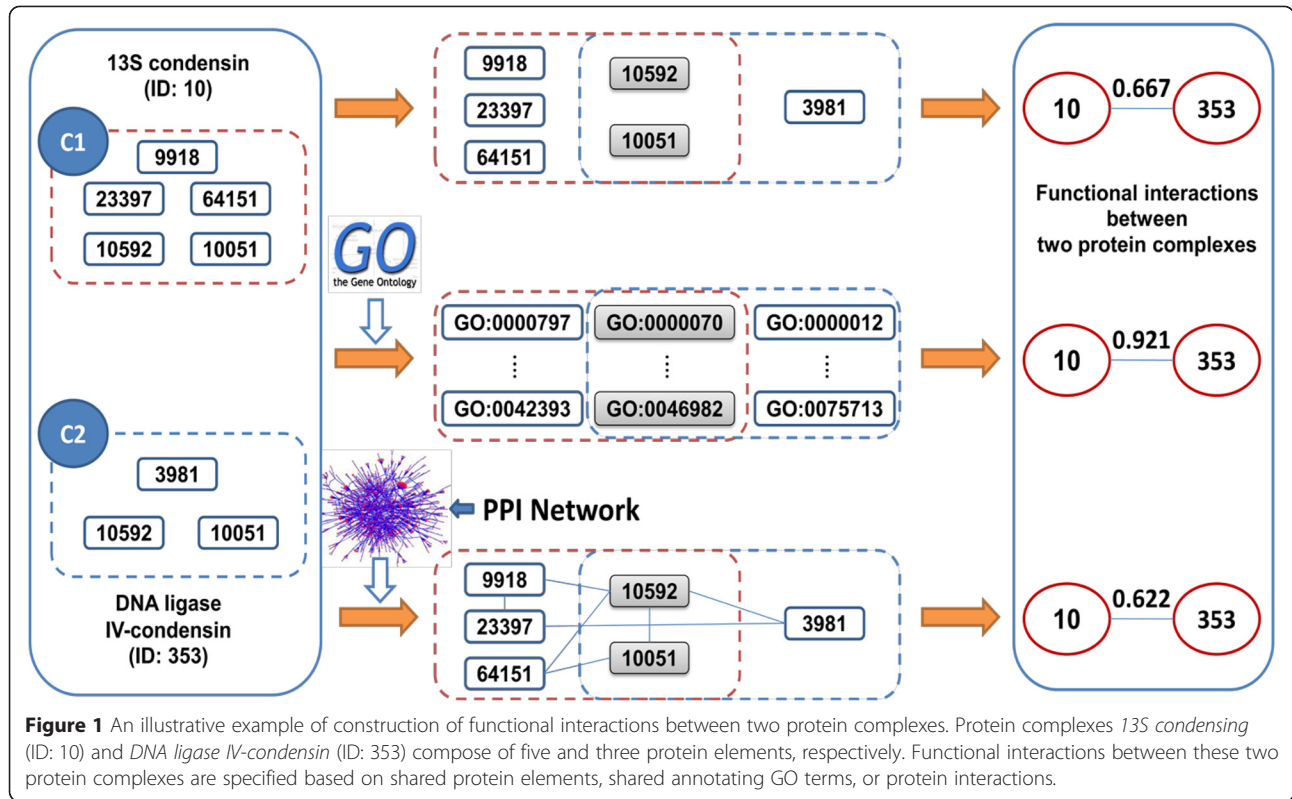 13S condensin
(ID: 10)
C1
9918
23397 64151
10592 10051
C2
3981
10592 10051
DNA ligase
IV-condensin
(ID: 353)
9918
23397
64151
10592
10051
3981
GO
the Gene Ontology
GO:0000797 GO:0000070 GO:0000012
GO:0042393 GO:0046982 GO:0075713
PPI Network
9918
23397
64151
10592
10051
3981
10 0.667 353
Functional interactions
between
two protein complexes
10 0.921 353
10 0.622 353
Figure 1 An illustrative example of construction of functional interactions between two protein complexes. Protein complexes 13S condensing
(ID: 10) and DNA ligase IV-condensin (ID: 353) compose of five and three protein elements, respectively. Functional interactions between these two
protein complexes are specified based on shared protein elements, shared annotating GO terms, or protein interactions.